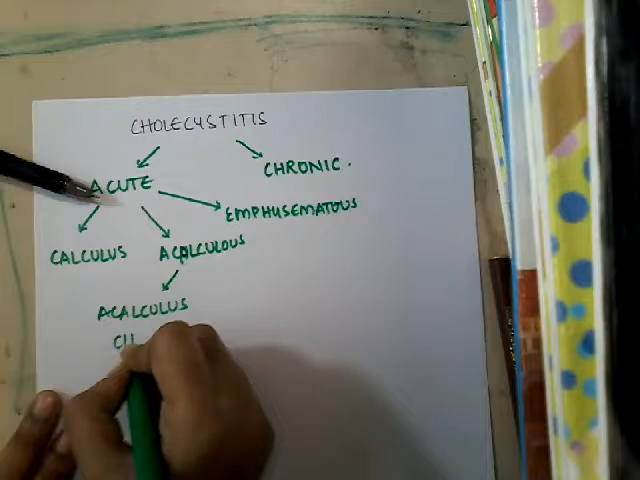 CHOLECYSTITIS
ACUTE
CHRONIC.
EMPHUSEMATOUS
CALCULUS
ACALCULOUS
ACALCULUS